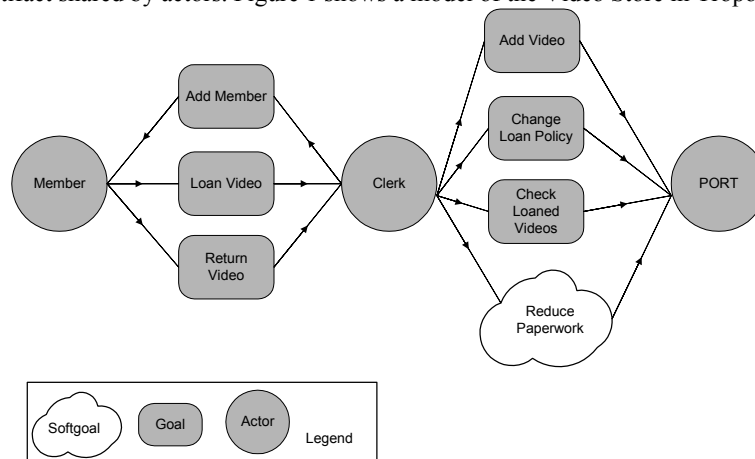 tifact shared by actors. Figure 1 shows a model of the Video Store in Tropo
Add Video
Add Member
Change
Loan Policy
Member
Loan Video
Clerk
PORT
Check
Loaned
Videos
Return
Video
Reduce
Paperwork
Softgoal
Goal
Actor
Legend